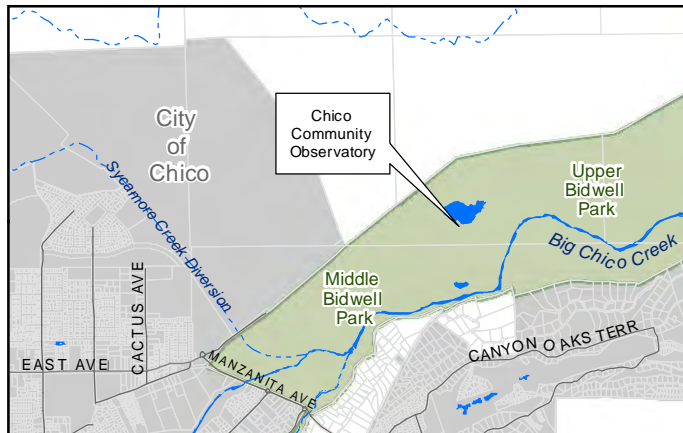 City
of
Chico
Chico
Community
Observatory
Upper
Bidwell
Park
Sycamore Creek Diversion
Big Chico Creek
Middle
Bidwell
Park
CACTUS AVE
EAST AVE
MANZANITA AVE
CANYON OAKS TERR